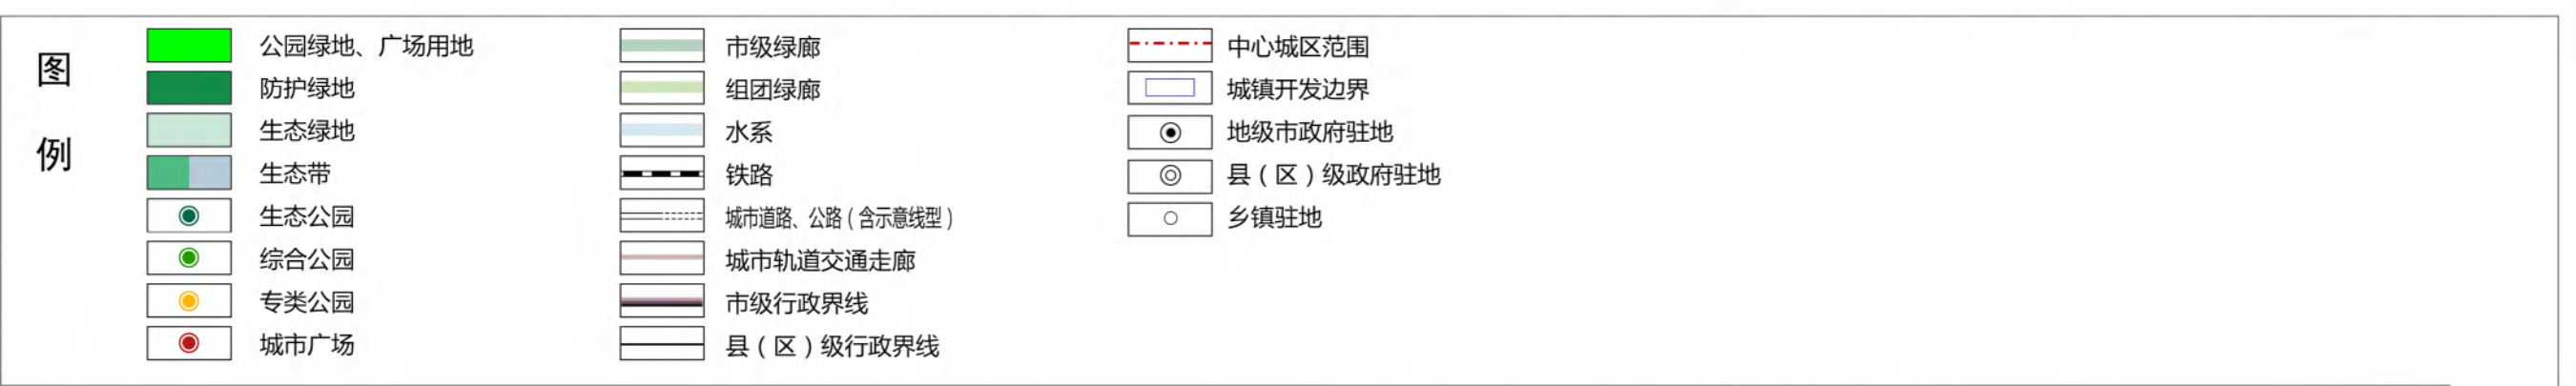 图例
公园绿地、广场用地
防护绿地
生态绿地
生态带
生态公园
综合公园
专类公园
城市广场
市级绿廊
组团绿廊
水系
铁路
城市道路、公路（含示意线型）
城市轨道交通走廊
市级行政界线
县（区）级行政界线
中心城区范围
城镇开发边界
地级市政府驻地
县（区）级政府驻地
乡镇驻地